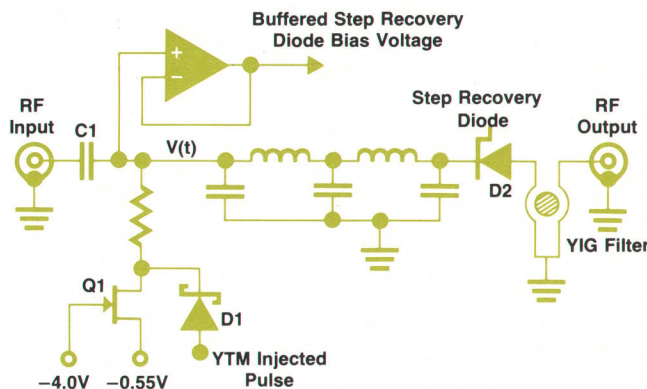 Buffered Step Recovery
Diode Bias Voltage
+
−
RF
Input
C1
V(t)
Step Recovery
Diode
D2
RF
Output
YIG Filter
Q1
D1
−4.0V
−0.55V
YTM Injected
Pulse